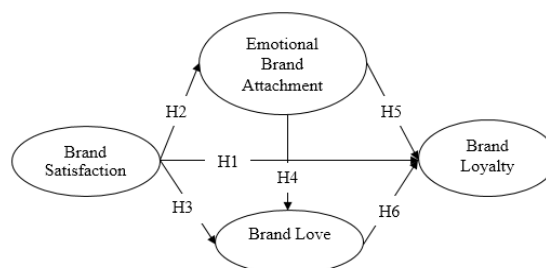 Emotional
Brand
Attachment
H2
H5
Brand
Satisfaction
H1
Brand
Loyalty
H4
H3
H6
Brand Love